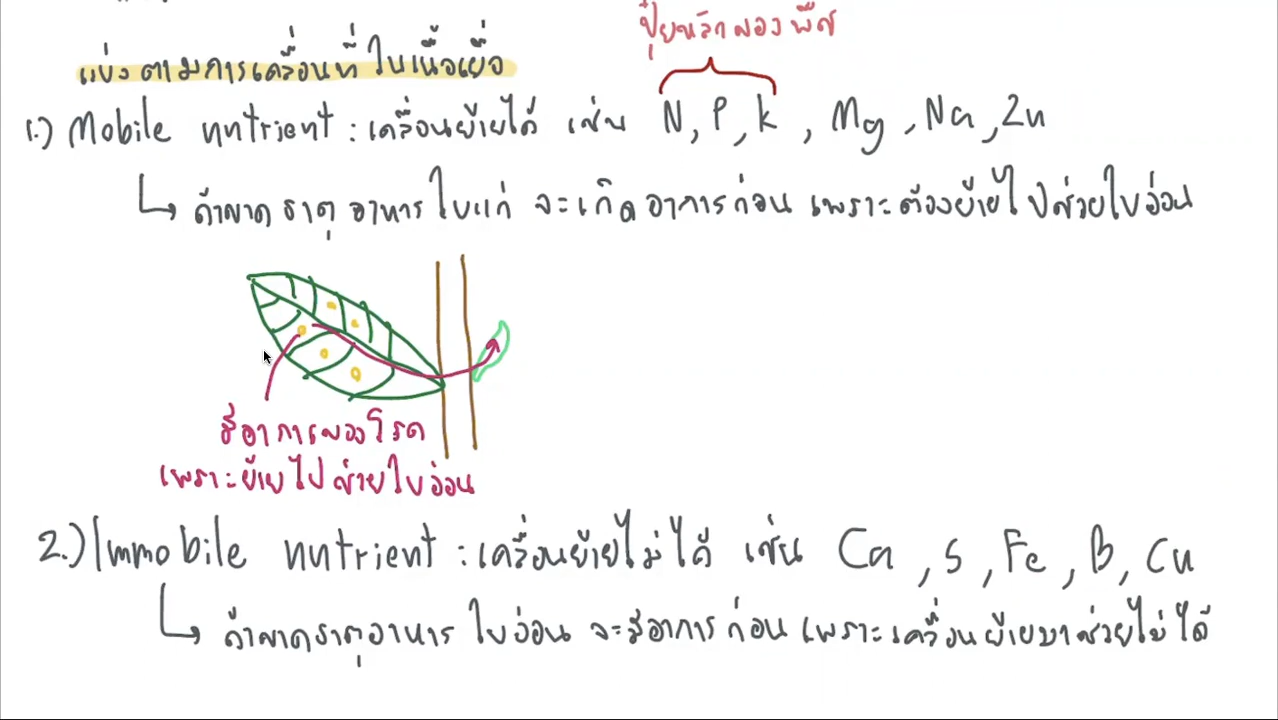 ปุ๋ยหลักของพืช
แบ่งตามการเคลื่อนที่ ในเนื้อเยื่อ
1.) Mobile nutrient : เคลื่อนย้ายได้ เช่น N, P, K , Mg , Na , Zn
↳ ถ้าขาดธาตุอาหาร ใบแก่ จะเกิดอาการก่อน เพราะต้องย้ายไปช่วยใบอ่อน
มีอาการของโรค
เพราะย้ายไปช่วยใบอ่อน
2.) Immobile nutrient : เคลื่อนย้ายไม่ได้ เช่น Ca , S , Fe , B, Cu
↳ ถ้าขาดธาตุอาหาร ใบอ่อน จะมีอาการก่อน เพราะเคลื่อนย้ายมาช่วยไม่ได้